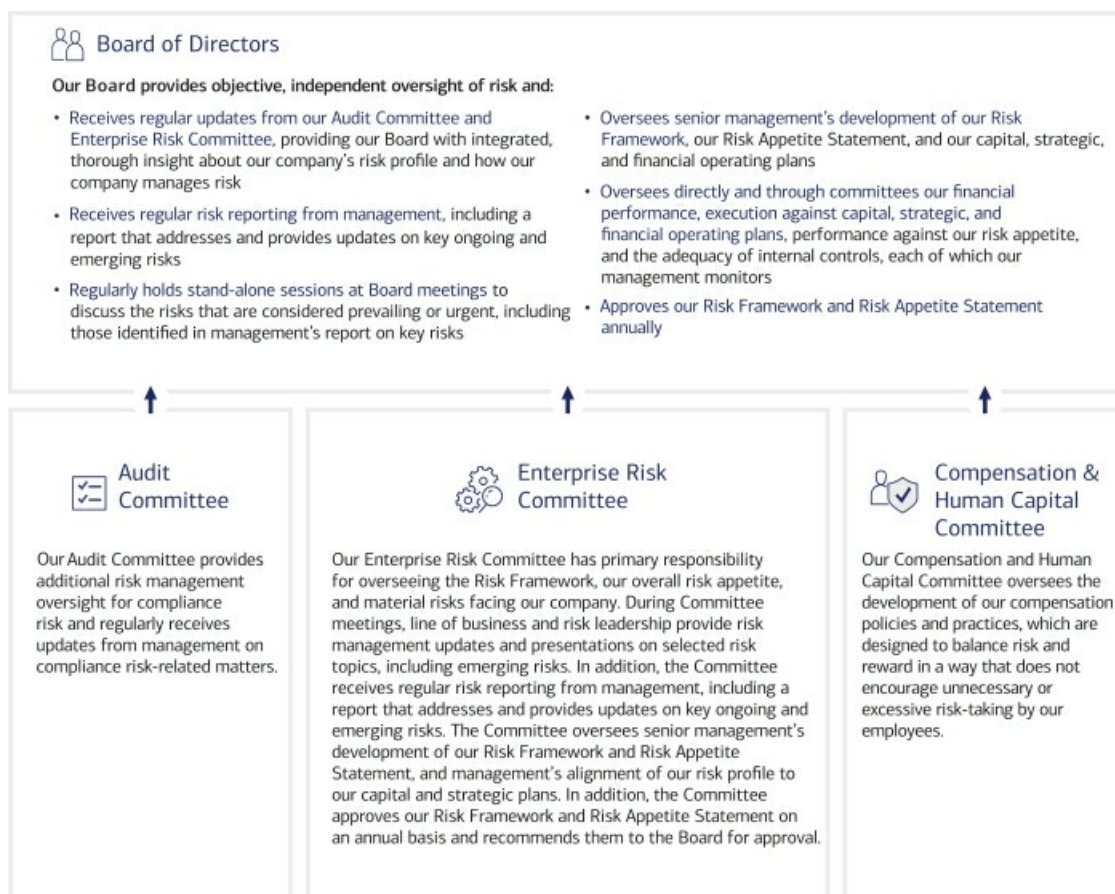 Board of Directors
Our Board provides objective, independent oversight of risk and:
• Receives regular updates from our Audit Committee and
Enterprise Risk Committee, providing our Board with integrated,
thorough insight about our company's risk profile and how our
company manages risk
• Receives regular risk reporting from management, including a
report that addresses and provides updates on key ongoing and
emerging risks
• Regularly holds stand-alone sessions at Board meetings to
discuss the risks that are considered prevailing or urgent, including
those identified in management's report on key risks
• Oversees senior management's development of our Risk
Framework, our Risk Appetite Statement, and our capital, strategic,
and financial operating plans
• Oversees directly and through committees our financial
performance, execution against capital, strategic, and
financial operating plans, performance against our risk appetite,
and the adequacy of internal controls, each of which our
management monitors
• Approves our Risk Framework and Risk Appetite Statement
annually
Audit
Committee
Our Audit Committee provides
additional risk management
oversight for compliance
risk and regularly receives
updates from management on
compliance risk-related matters.
Enterprise Risk
Committee
Our Enterprise Risk Committee has primary responsibility
for overseeing the Risk Framework, our overall risk appetite,
and material risks facing our company. During Committee
meetings, line of business and risk leadership provide risk
management updates and presentations on selected risk
topics, including emerging risks. In addition, the Committee
receives regular risk reporting from management, including a
report that addresses and provides updates on key ongoing and
emerging risks. The Committee oversees senior management's
development of our Risk Framework and Risk Appetite
Statement, and management's alignment of our risk profile to
our capital and strategic plans. In addition, the Committee
approves our Risk Framework and Risk Appetite Statement on
an annual basis and recommends them to the Board for approval.
Compensation &
Human Capital
Committee
Our Compensation and Human
Capital Committee oversees the
development of our compensation
policies and practices, which are
designed to balance risk and
reward in a way that does not
encourage unnecessary or
excessive risk-taking by our
employees.